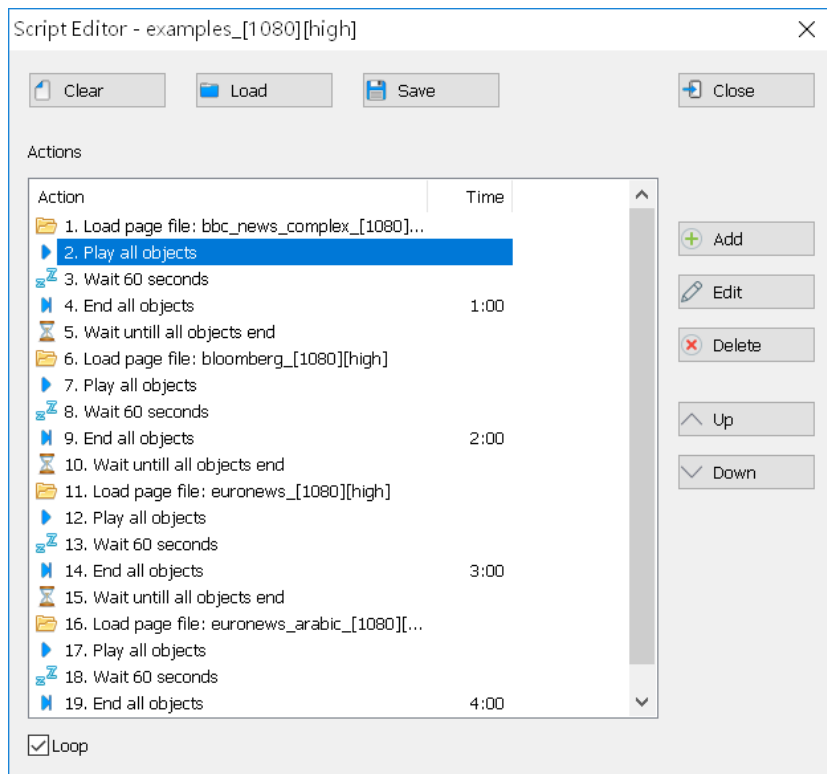 Script Editor - examples_[1080][high]
Clear
Load
Save
Close
Actions
Action Time
1. Load page file: bbc_news_complex_[1080]...
2. Play all objects
3. Wait 60 seconds
4. End all objects 1:00
5. Wait untill all objects end
6. Load page file: bloomberg_[1080][high]
7. Play all objects
8. Wait 60 seconds
9. End all objects 2:00
10. Wait untill all objects end
11. Load page file: euronews_[1080][high]
12. Play all objects
13. Wait 60 seconds
14. End all objects 3:00
15. Wait untill all objects end
16. Load page file: euronews_arabic_[1080][...
17. Play all objects
18. Wait 60 seconds
19. End all objects 4:00
Add
Edit
Delete
Up
Down
Loop